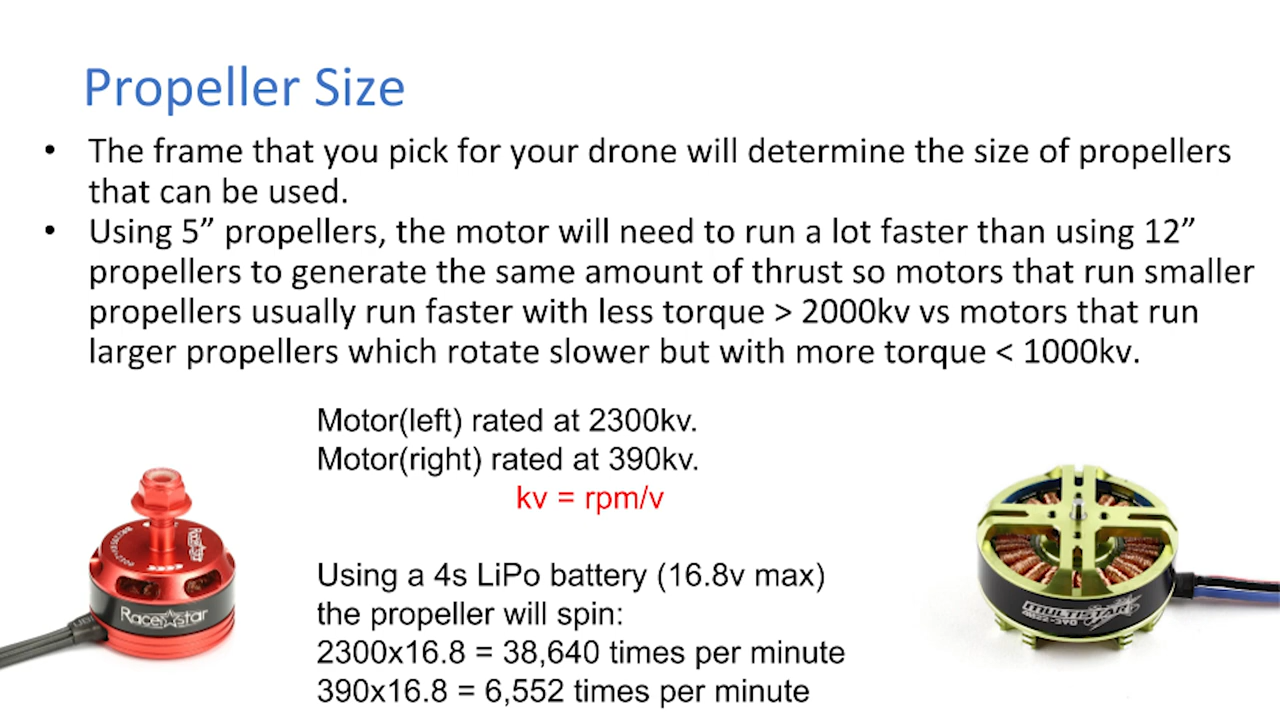 Propeller Size
• The frame that you pick for your drone will determine the size of propellers
that can be used.
• Using 5” propellers, the motor will need to run a lot faster than using 12”
propellers to generate the same amount of thrust so motors that run smaller
propellers usually run faster with less torque > 2000kv vs motors that run
larger propellers which rotate slower but with more torque < 1000kv.
Motor(left) rated at 2300kv.
Motor(right) rated at 390kv.
kv = rpm/v
Using a 4s LiPo battery (16.8v max)
the propeller will spin:
2300x16.8 = 38,640 times per minute
390x16.8 = 6,552 times per minute
RaceStar
MULTISTAR